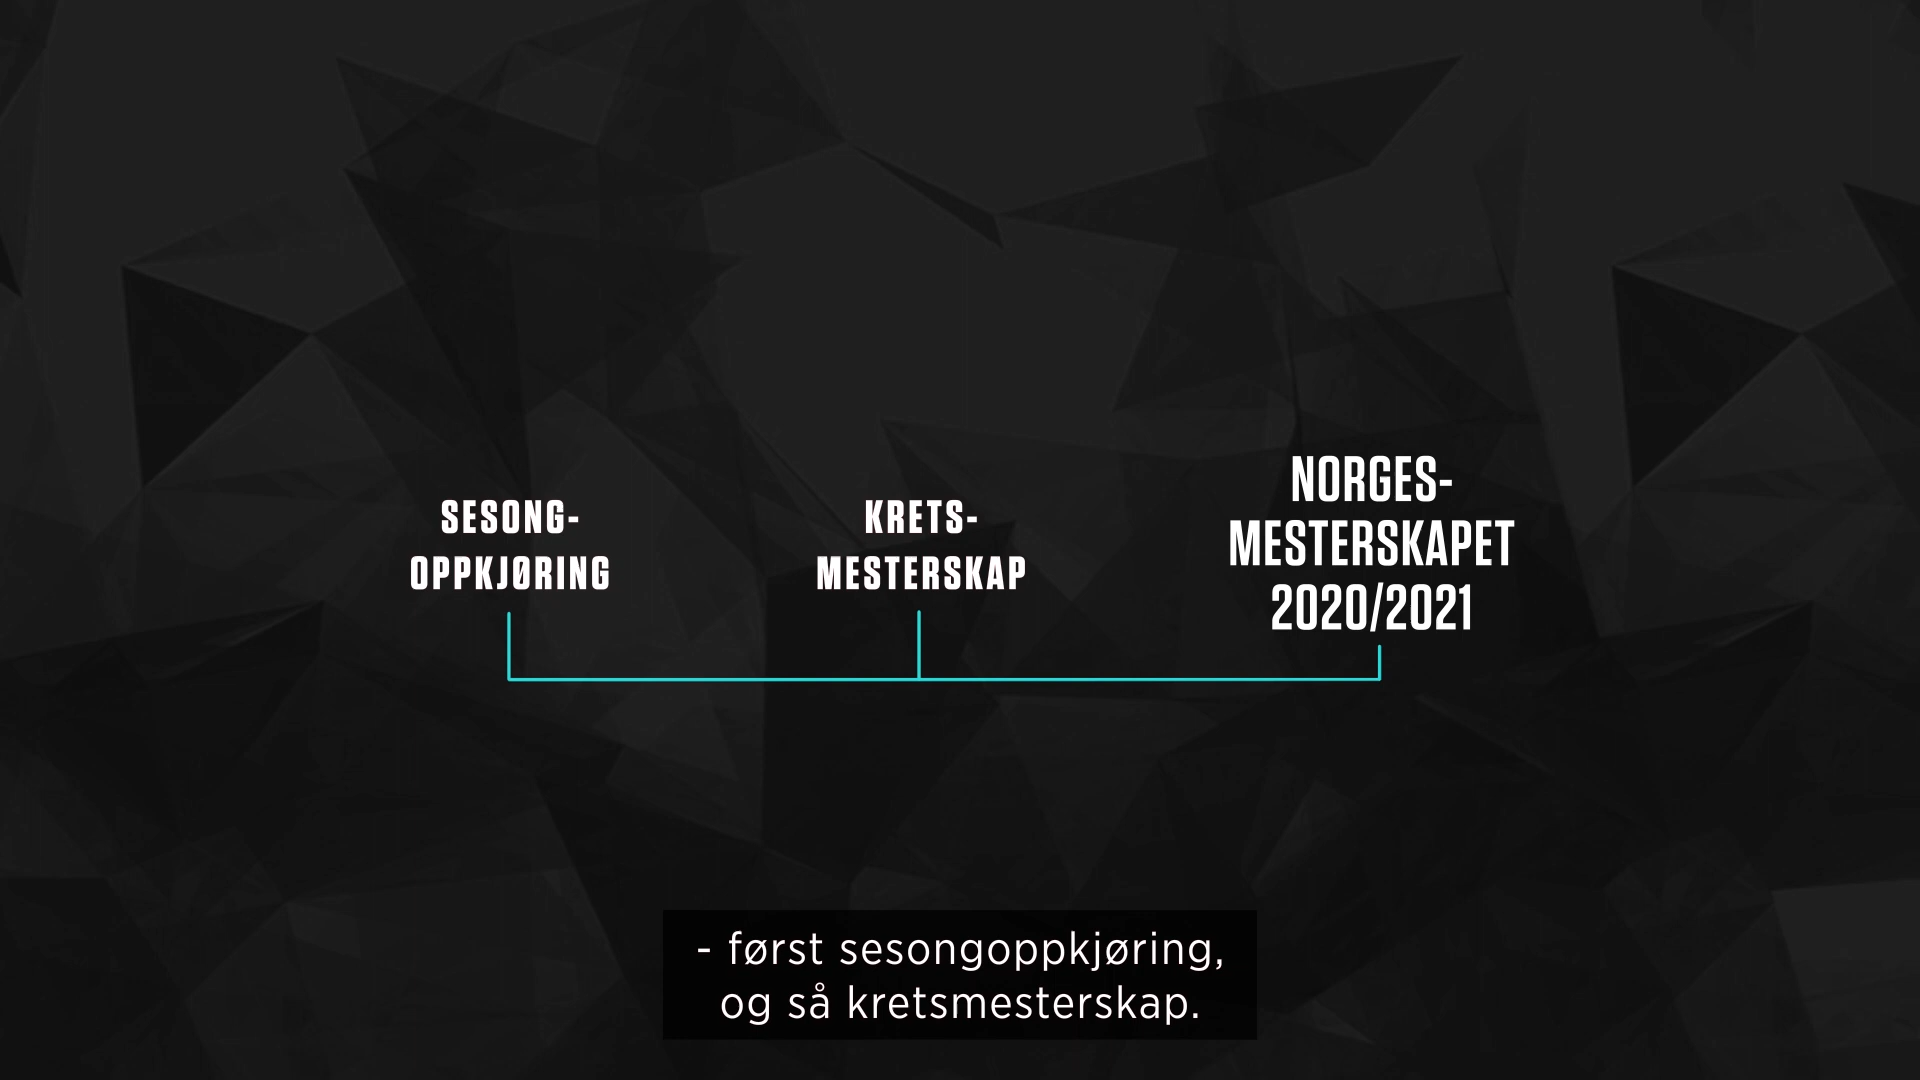 SESONG-
OPPKJØRING
KRETS-
MESTERSKAP
NORGES-
MESTERSKAPET
2020/2021
- først sesongoppkjøring,
og så kretsmesterskap.